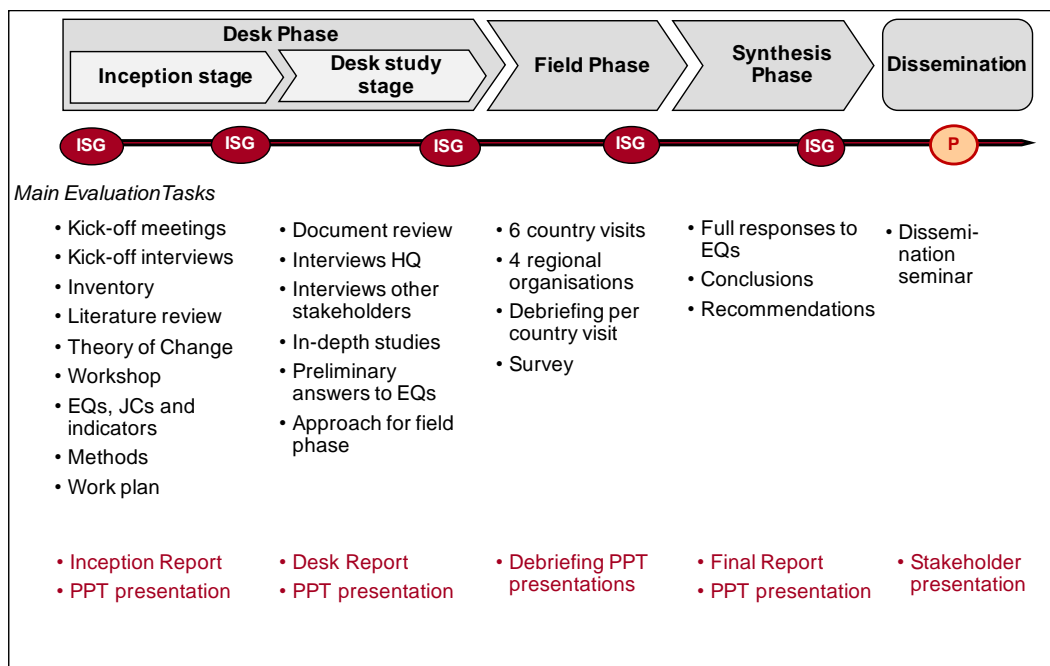 Desk Phase
Inception stage
Desk study
stage
Field Phase
Synthesis
Phase
Dissemination
ISG
ISG
ISG
ISG
ISG
P
Main EvaluationTasks
• Kick-off meetings
• Kick-off interviews
• Inventory
• Literature review
• Theory of Change
• Workshop
• EQs, JCs and
indicators
• Methods
• Work plan
• Document review
• Interviews HQ
• Interviews other
stakeholders
• In-depth studies
• Preliminary
answers to EQs
• Approach for field
phase
• 6 country visits
• 4 regional
organisations
• Debriefing per
country visit
• Survey
• Full responses to
EQs
• Conclusions
• Recommendations
• Dissemi-
nation
seminar
• Inception Report
• PPT presentation
• Desk Report
• PPT presentation
• Debriefing PPT
presentations
• Final Report
• PPT presentation
• Stakeholder
presentation